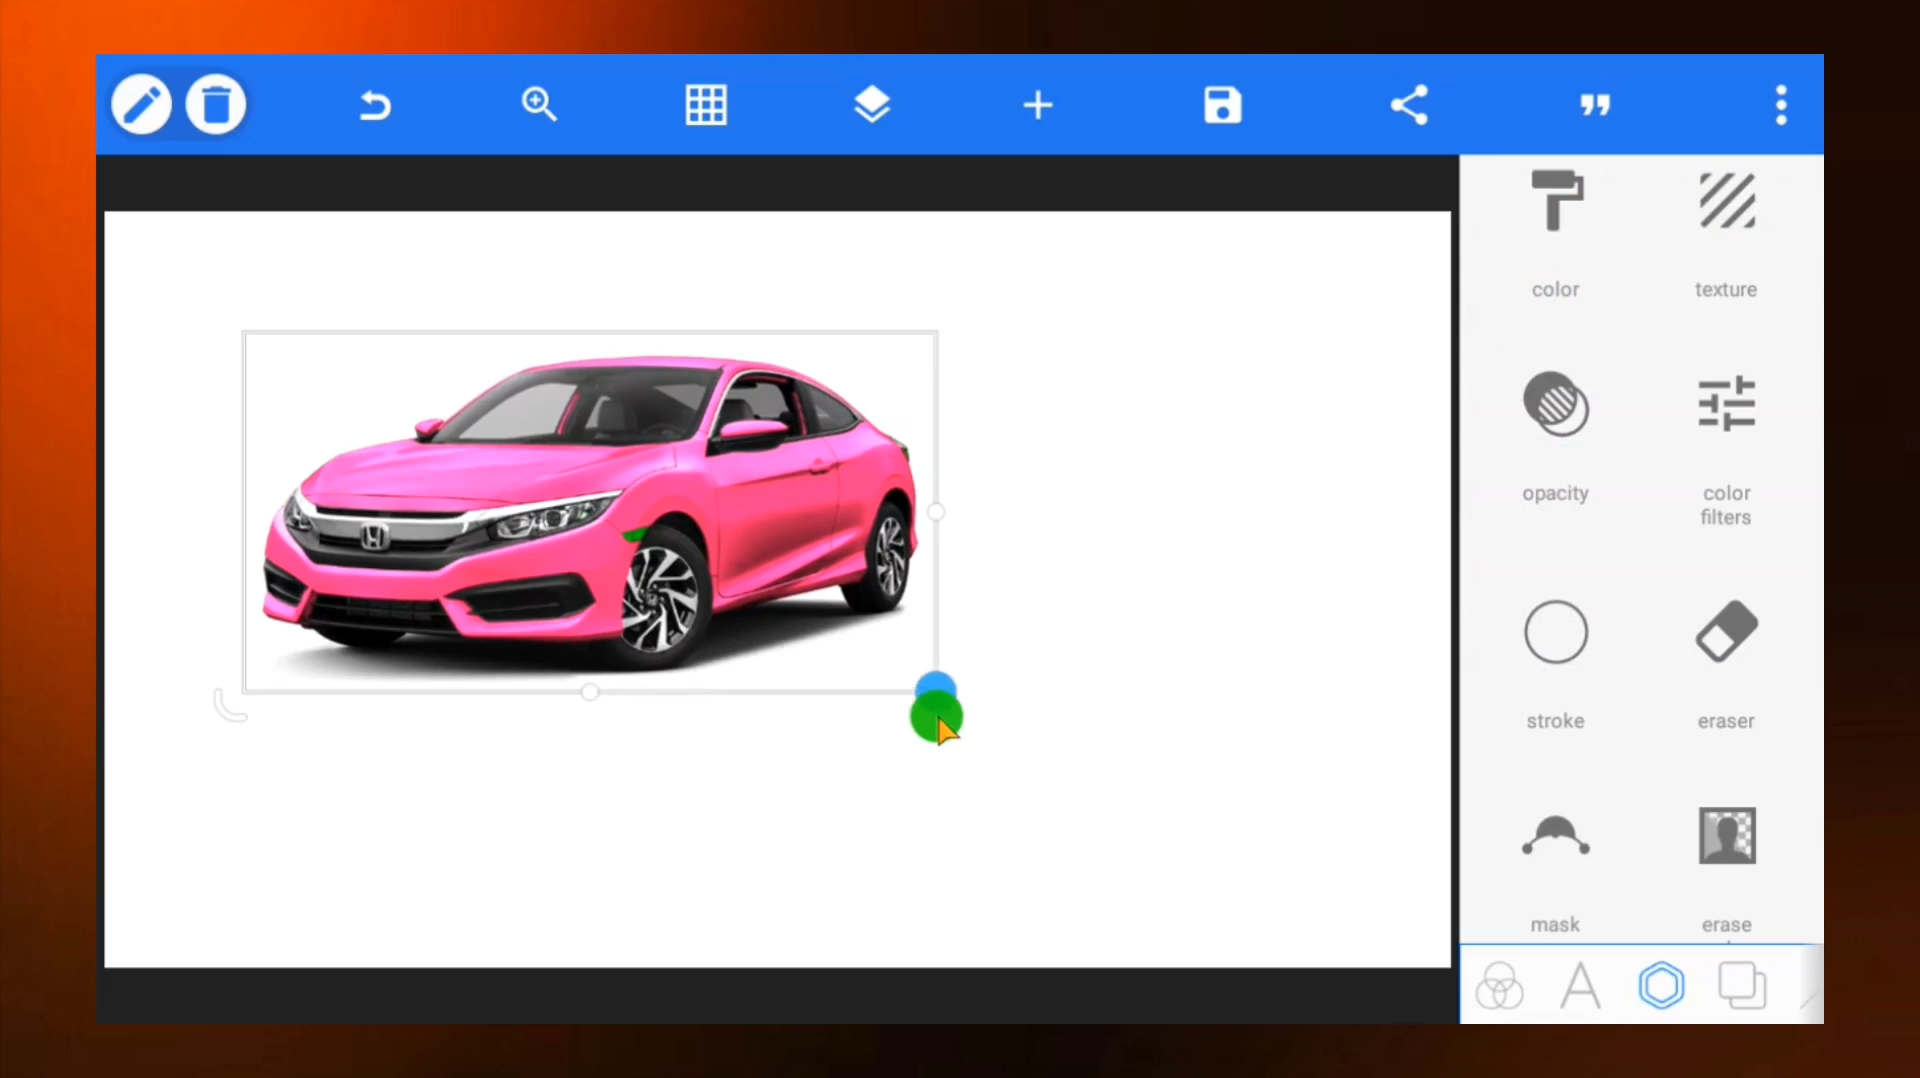 color
texture
opacity
color
filters
stroke
eraser
mask
erase